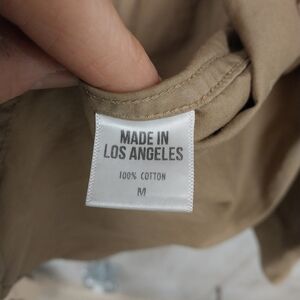 MADE IN
LOS ANGELES
100% COTTON
M